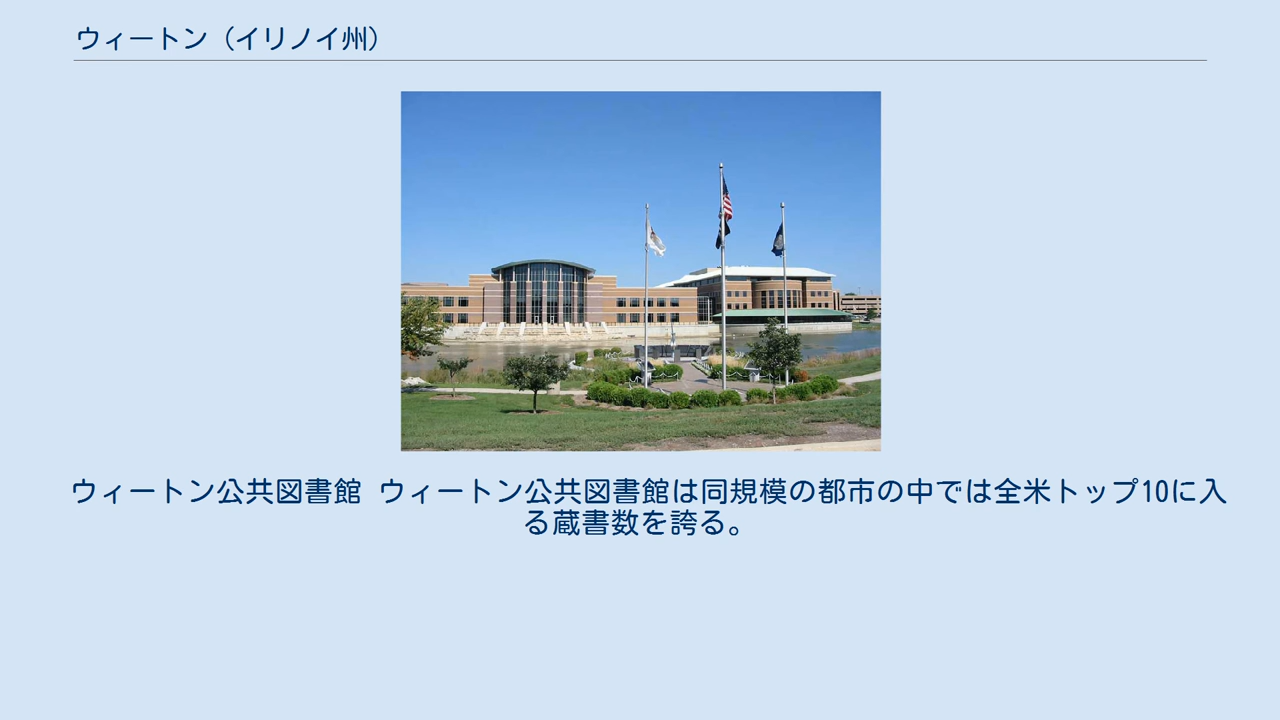 ウィートン（イリノイ州）
ウィートン公共図書館 ウィートン公共図書館は同規模の都市の中では全米トップ10に入
る蔵書数を誇る。